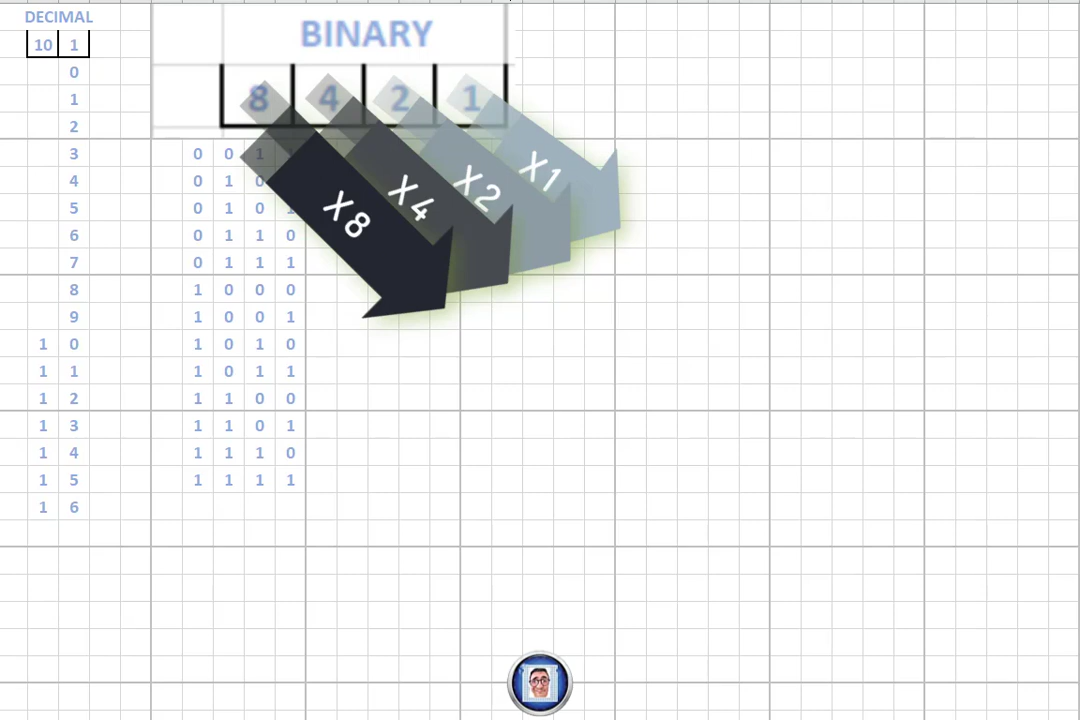 DECIMAL
BINARY
10 1
8 4 2 1
0
1
2
3 0 0 1
4 0 1 0
5 0 1 0 1
6 0 1 1 0
7 0 1 1 1
8 1 0 0 0
9 1 0 0 1
1 0 1 0 1 0
1 1 1 0 1 1
1 2 1 1 0 0
1 3 1 1 0 1
1 4 1 1 1 0
1 5 1 1 1 1
1 6
X8
X4
X2
X1